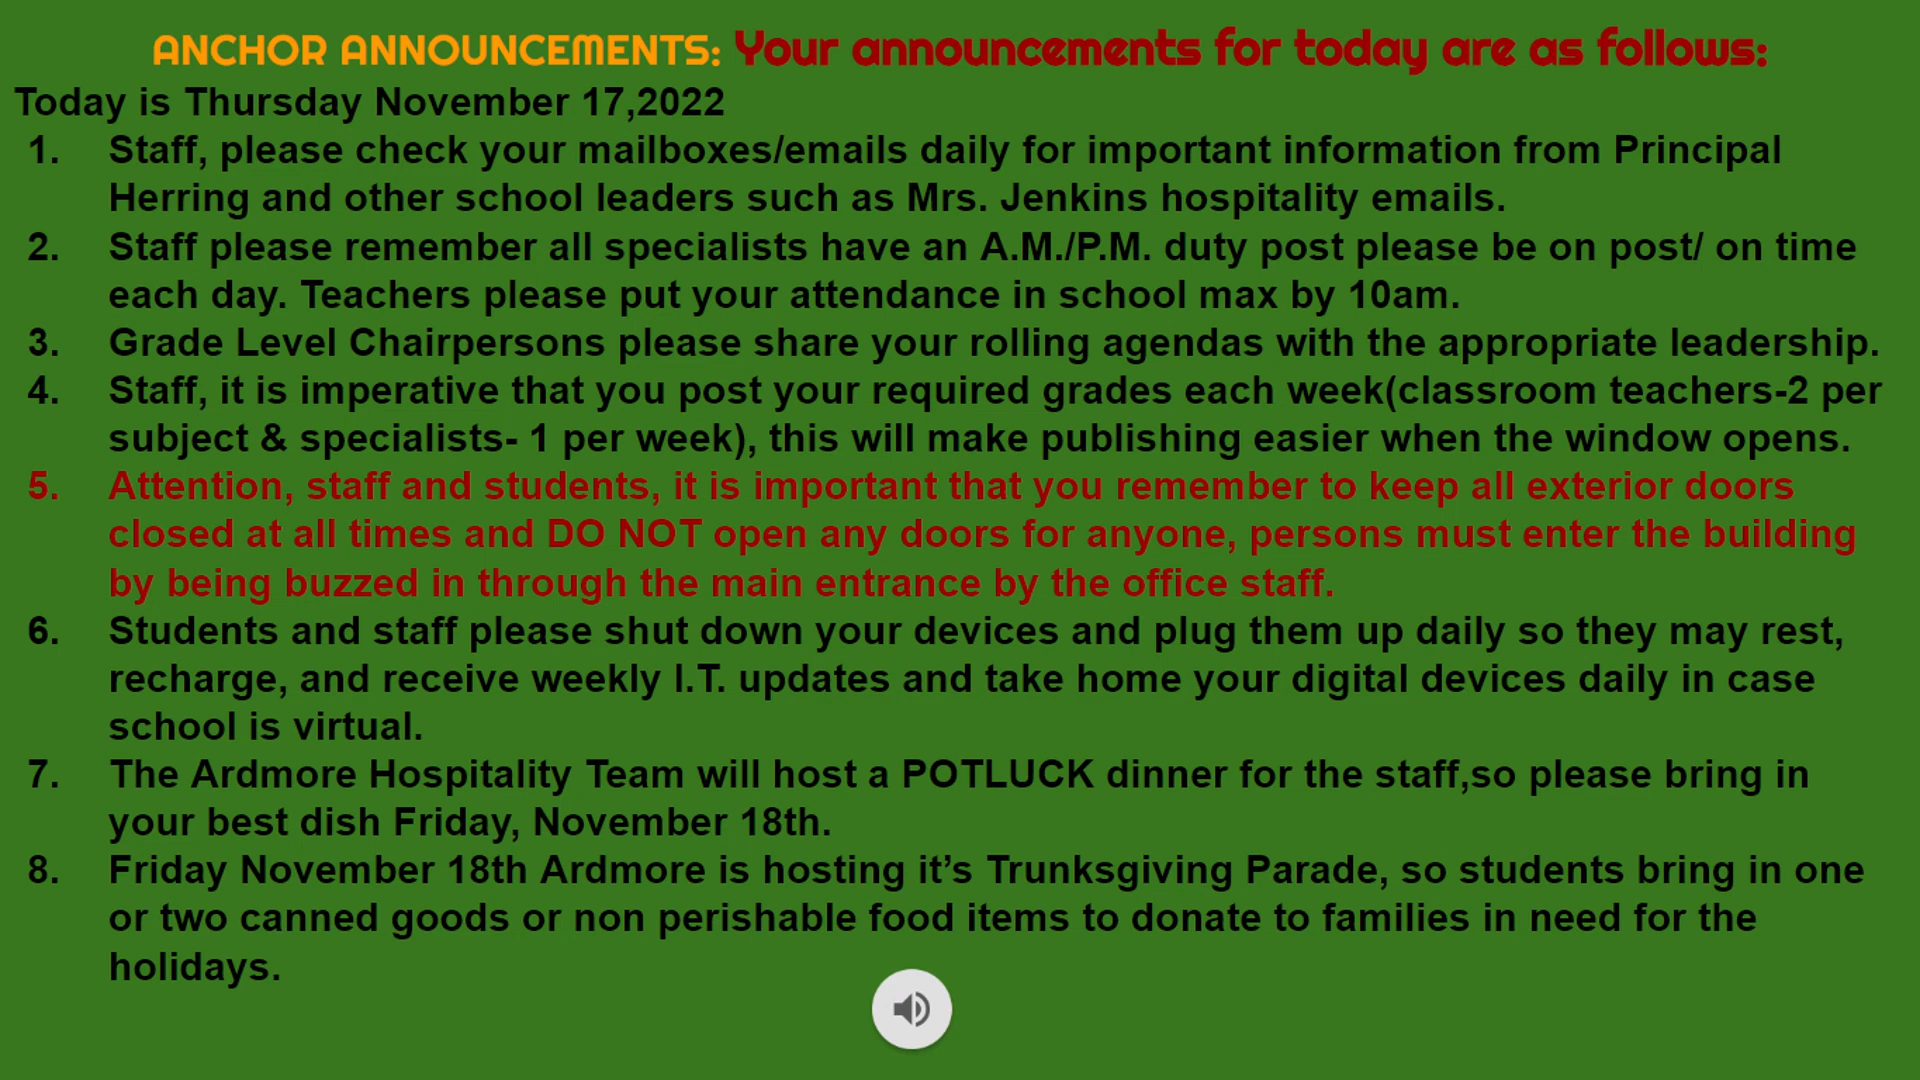 ANCHOR ANNOUNCEMENTS: Your announcements for today are as follows:
Today is Thursday November 17,2022
1. Staff, please check your mailboxes/emails daily for important information from Principal
Herring and other school leaders such as Mrs. Jenkins hospitality emails.
2. Staff please remember all specialists have an A.M./P.M. duty post please be on post/ on time
each day. Teachers please put your attendance in school max by 10am.
3. Grade Level Chairpersons please share your rolling agendas with the appropriate leadership.
4. Staff, it is imperative that you post your required grades each week(classroom teachers-2 per
subject & specialists- 1 per week), this will make publishing easier when the window opens.
5. Attention, staff and students, it is important that you remember to keep all exterior doors
closed at all times and DO NOT open any doors for anyone, persons must enter the building
by being buzzed in through the main entrance by the office staff.
6. Students and staff please shut down your devices and plug them up daily so they may rest,
recharge, and receive weekly I.T. updates and take home your digital devices daily in case
school is virtual.
7. The Ardmore Hospitality Team will host a POTLUCK dinner for the staff,so please bring in
your best dish Friday, November 18th.
8. Friday November 18th Ardmore is hosting it’s Trunksgiving Parade, so students bring in one
or two canned goods or non perishable food items to donate to families in need for the
holidays.